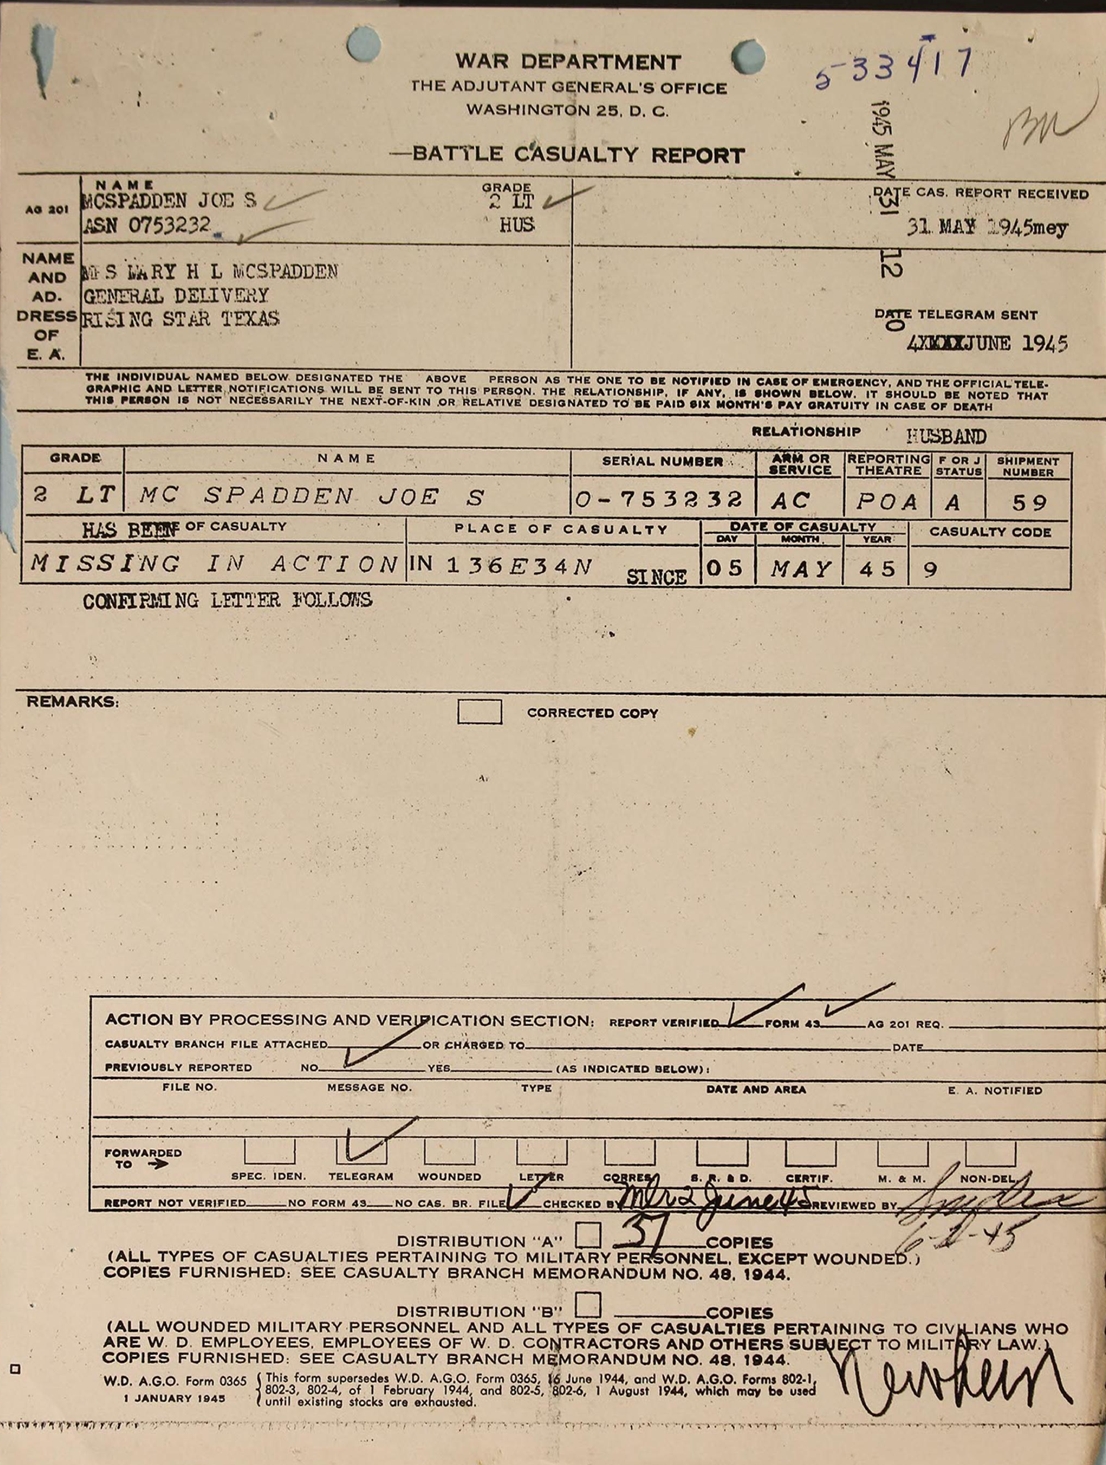 WAR DEPARTMENT
THE ADJUTANT GENERAL'S OFFICE
WASHINGTON 25, D. C.
533417
—BATTLE CASUALTY REPORT
1945 MAY 31 12 0
AG 201
NAME
MCSPADDEN JOE S
ASN 0753232
GRADE
2 LT
HUS
DATE CAS. REPORT RECEIVED
31 MAY 1945mey
NAME AND AD- DRESS OF E. A.
MRS MARY H L MCSPADDEN
GENERAL DELIVERY
RISING STAR TEXAS
DATE TELEGRAM SENT
4XXXXJUNE 1945
THE INDIVIDUAL NAMED BELOW DESIGNATED THE ABOVE PERSON AS THE ONE TO BE NOTIFIED IN CASE OF EMERGENCY, AND THE OFFICIAL TELE-
GRAPHIC AND LETTER NOTIFICATIONS WILL BE SENT TO THIS PERSON. THE RELATIONSHIP, IF ANY, IS SHOWN BELOW. IT SHOULD BE NOTED THAT
THIS PERSON IS NOT NECESSARILY THE NEXT-OF-KIN OR RELATIVE DESIGNATED TO BE PAID SIX MONTH'S PAY GRATUITY IN CASE OF DEATH
RELATIONSHIP HUSBAND
GRADE NAME SERIAL NUMBER ARM OR SERVICE REPORTING THEATRE F OR J STATUS SHIPMENT NUMBER
2 LT MC SPADDEN JOE S O-753232 AC POA A 59
HAS BEEN OF CASUALTY PLACE OF CASUALTY DATE OF CASUALTY DAY MONTH YEAR CASUALTY CODE
MISSING IN ACTION IN 136E34N SINCE 05 MAY 45 9
CONFIRMING LETTER FOLLOWS
REMARKS:
CORRECTED COPY
ACTION BY PROCESSING AND VERIFICATION SECTION: REPORT VERIFIED FORM 43 AG 201 REQ.
CASUALTY BRANCH FILE ATTACHED OR CHARGED TO DATE
PREVIOUSLY REPORTED NO YES (AS INDICATED BELOW):
FILE NO. MESSAGE NO. TYPE DATE AND AREA E. A. NOTIFIED
FORWARDED TO →
SPEC. IDEN. TELEGRAM WOUNDED LETTER CORRES. S. R. & D. CERTIF. M. & M. NON-DEL.
REPORT NOT VERIFIED NO FORM 43 NO CAS. BR. FILE CHECKED BY 2 June 45 REVIEWED BY
6-2-45
DISTRIBUTION "A" 37 COPIES
(ALL TYPES OF CASUALTIES PERTAINING TO MILITARY PERSONNEL, EXCEPT WOUNDED.)
COPIES FURNISHED: SEE CASUALTY BRANCH MEMORANDUM NO. 48, 1944.
DISTRIBUTION "B" COPIES
(ALL WOUNDED MILITARY PERSONNEL AND ALL TYPES OF CASUALTIES PERTAINING TO CIVILIANS WHO
ARE W. D. EMPLOYEES, EMPLOYEES OF W. D. CONTRACTORS AND OTHERS SUBJECT TO MILITARY LAW.)
COPIES FURNISHED: SEE CASUALTY BRANCH MEMORANDUM NO. 48, 1944.
W.D. A.G.O. Form 0365
1 JANUARY 1945
This form supersedes W.D. A.G.O. Form 0365, 16 June 1944, and W.D. A.G.O. Forms 802-1,
802-3, 802-4, of 1 February 1944, and 802-5, 802-6, 1 August 1944, which may be used
until existing stocks are exhausted.